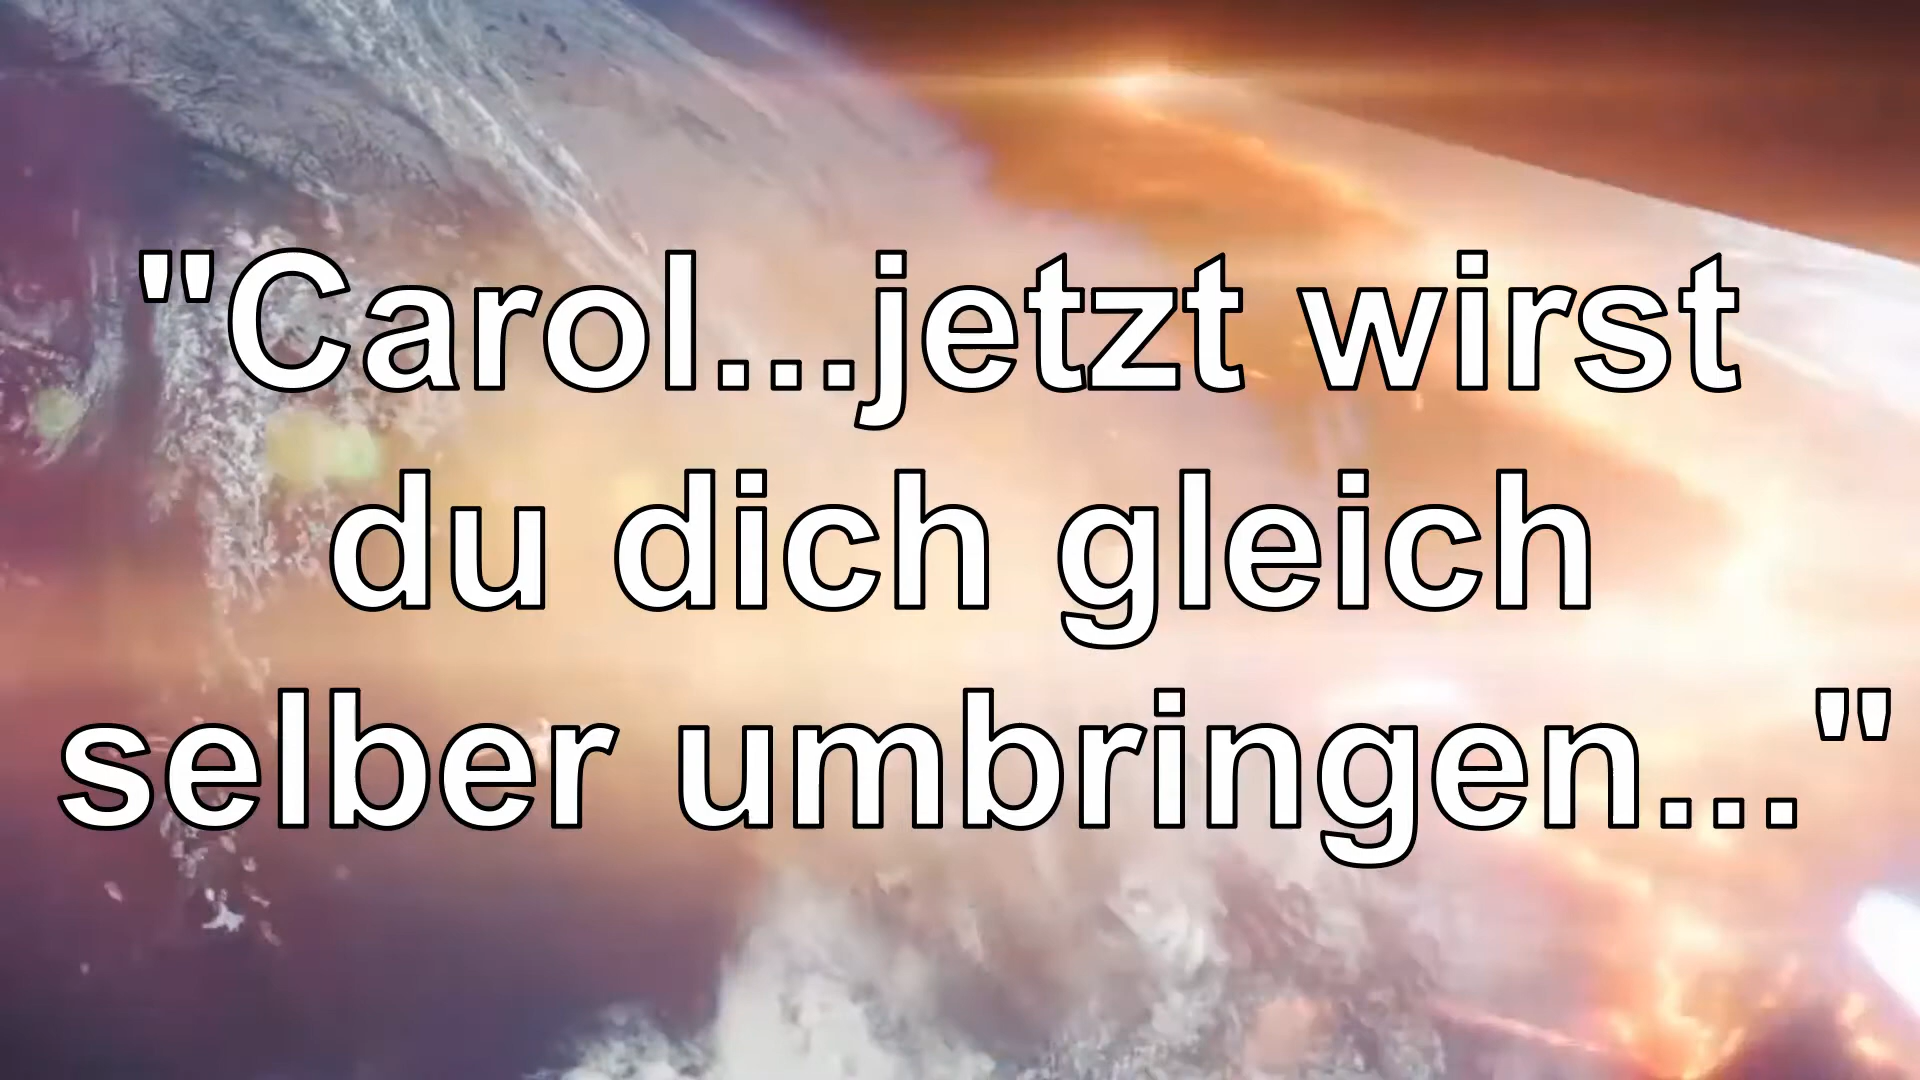 "Carol...jetzt wirst
du dich gleich
selber umbringen..."